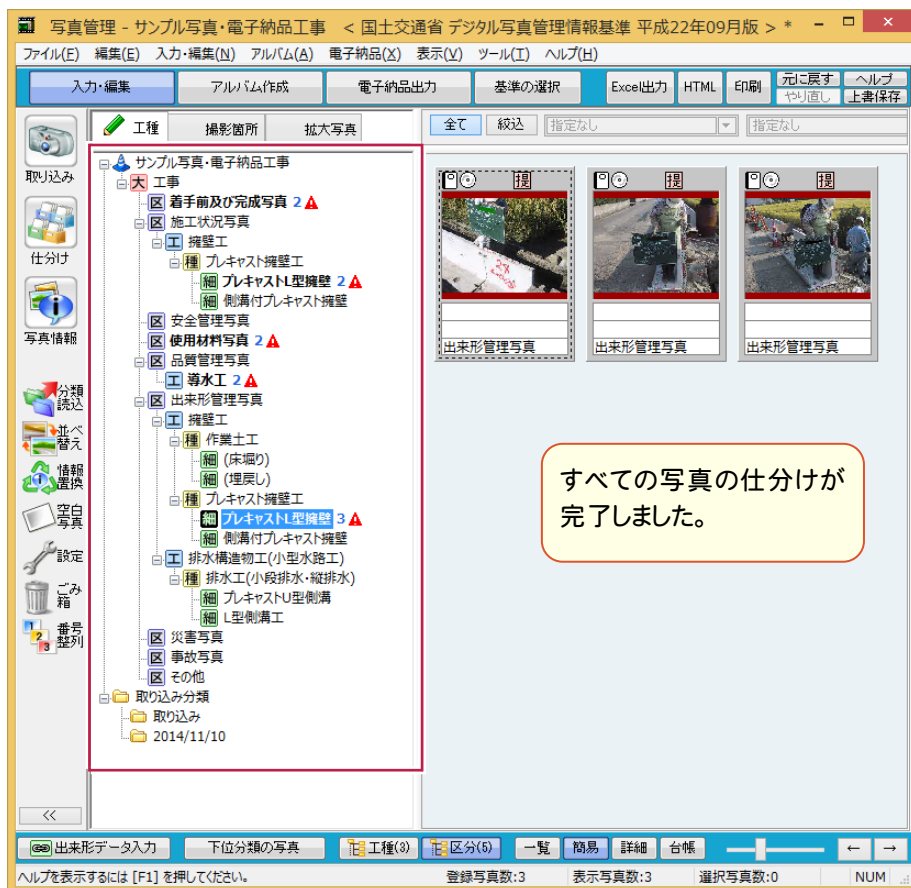 写真管理 - サンプル写真・電子納品工事 < 国土交通省 デジタル写真管理情報基準 平成22年09月版 > *
ファイル(F) 編集(E) 入力・編集(N) アルバム(A) 電子納品(X) 表示(V) ツール(T) ヘルプ(H)
入力・編集 アルバム作成 電子納品出力 基準の選択 Excel出力 HTML 印刷 元に戻す ヘルプ
やり直し 上書保存
取り込み
仕分け
写真情報
分類
読込
並べ
替え
情報
置換
空白
写真
設定
ごみ
箱
1 2 3 番号
整列
<<
工種 撮影箇所 拡大写真
サンプル写真・電子納品工事
大 工事
区 着手前及び完成写真 2
区 施工状況写真
工 擁壁工
種 プレキャスト擁壁工
細 プレキャストL型擁壁 2
細 側溝付プレキャスト擁壁
区 安全管理写真
区 使用材料写真 2
区 品質管理写真
工 導水工 2
区 出来形管理写真
工 擁壁工
種 作業土工
細 (床堀り)
細 (埋戻し)
種 プレキャスト擁壁工
細 プレキャストL型擁壁 3
細 側溝付プレキャスト擁壁
工 排水構造物工(小型水路工)
種 排水工(小段排水・縦排水)
細 プレキャストU型側溝
細 L型側溝工
区 災害写真
区 事故写真
区 その他
取り込み分類
取り込み
2014/11/10
全て 絞込 指定なし 指定なし
提 提 提
出来形管理写真 出来形管理写真 出来形管理写真
すべての写真の仕分けが
完了しました。
出来形データ入力 下位分類の写真 工種(3) 区分(5) 一覧 簡易 詳細 台帳 ← →
ヘルプを表示するには [F1] を押してください。 登録写真数:3 表示写真数:3 選択写真数:0 NUM